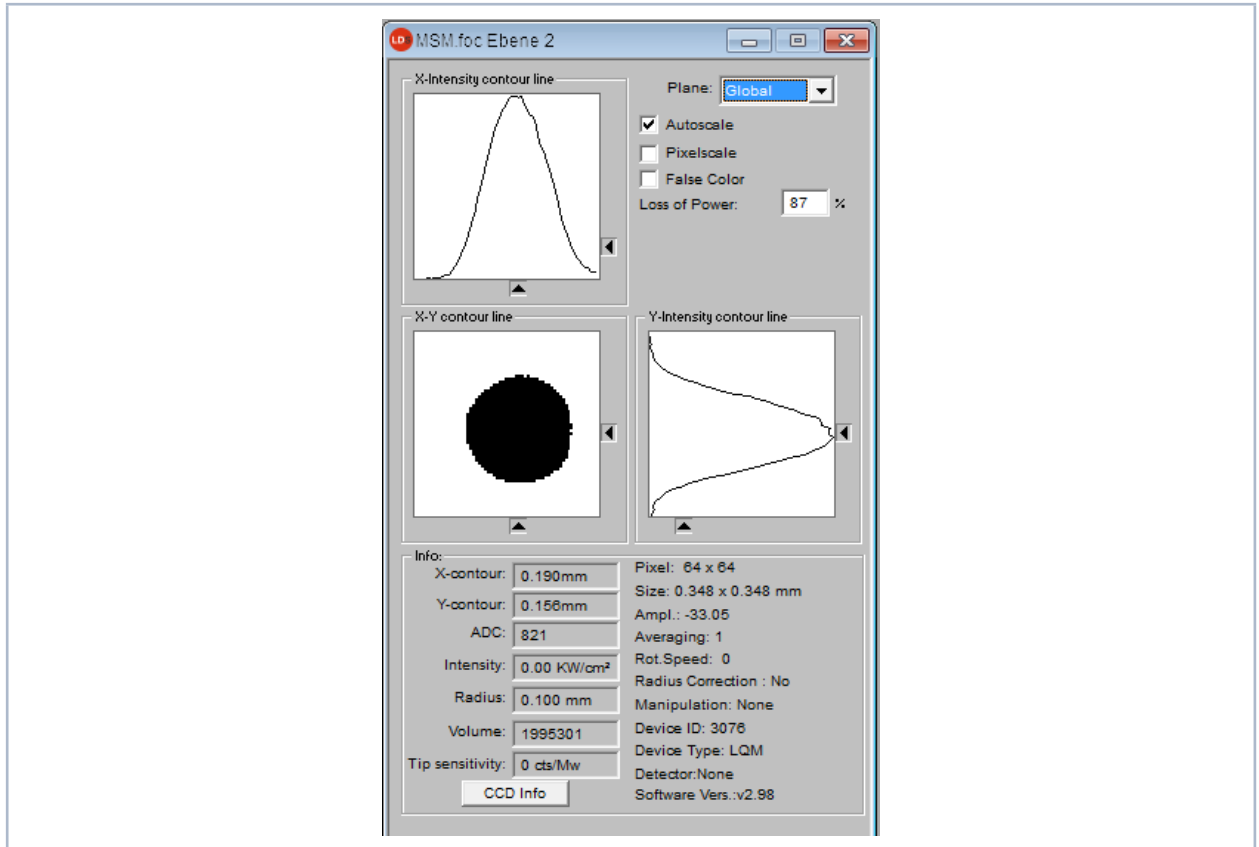 LDS MSM.foc Ebene 2
X-Intensity contour line
Plane: Global
Autoscale
Pixelscale
False Color
Loss of Power: 87 %
X-Y contour line
Y-Intensity contour line
Info:
X-contour: 0.190mm
Y-contour: 0.156mm
ADC: 821
Intensity: 0.00 KW/cm²
Radius: 0.100 mm
Volume: 1995301
Tip sensitivity: 0 cts/Mw
CCD Info
Pixel: 64 x 64
Size: 0.348 x 0.348 mm
Ampl.: -33.05
Averaging: 1
Rot.Speed: 0
Radius Correction : No
Manipulation: None
Device ID: 3076
Device Type: LQM
Detector:None
Software Vers.:v2.98